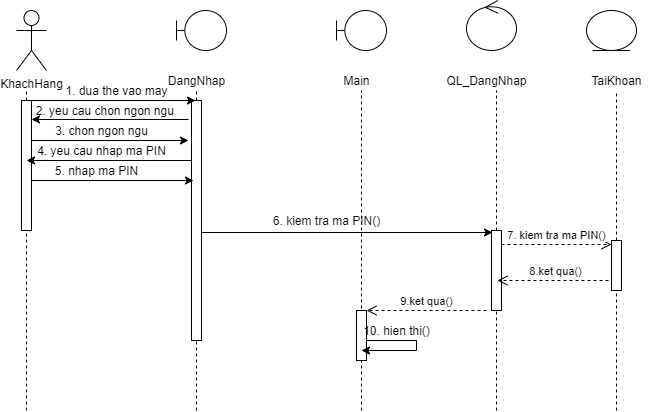 KhachHang
DangNhap
Main
QL_DangNhap
TaiKhoan
1. dua the vao may
2. yeu cau chon ngon ngu
3. chon ngon ngu
4. yeu cau nhap ma PIN
5. nhap ma PIN
6. kiem tra ma PIN()
7. kiem tra ma PIN()
8.ket qua()
9.ket qua()
10. hien thi()